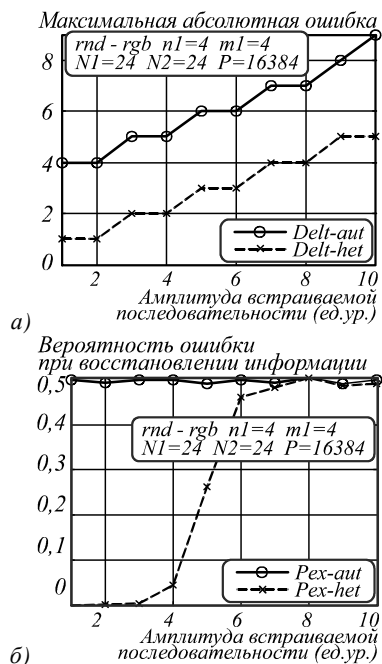 Максимальная абсолютная ошибка
8
6
4
2
0
rnd - rgb n1=4 m1=4
N1=24 N2=24 P=16384
Delt-aut
Delt-het
2 4 6 8 10
Амплитуда встраиваемой
последовательности (ед.ур.)
а)
Вероятность ошибки
при восстановлении информации
0,5
0,4
0,3
0,2
0,1
0
rnd - rgb n1=4 m1=4
N1=24 N2=24 P=16384
Pex-aut
Pex-het
2 4 6 8 10
Амплитуда встраиваемой
последовательности (ед.ур.)
б)